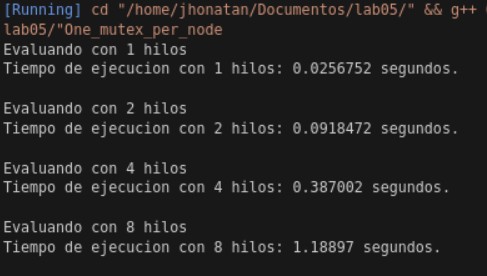 [Running] cd "/home/jhonatan/Documentos/lab05/" && g++
lab05/"One_mutex_per_node
Evaluando con 1 hilos
Tiempo de ejecucion con 1 hilos: 0.0256752 segundos.
Evaluando con 2 hilos
Tiempo de ejecucion con 2 hilos: 0.0918472 segundos.
Evaluando con 4 hilos
Tiempo de ejecucion con 4 hilos: 0.387002 segundos.
Evaluando con 8 hilos
Tiempo de ejecucion con 8 hilos: 1.18897 segundos.